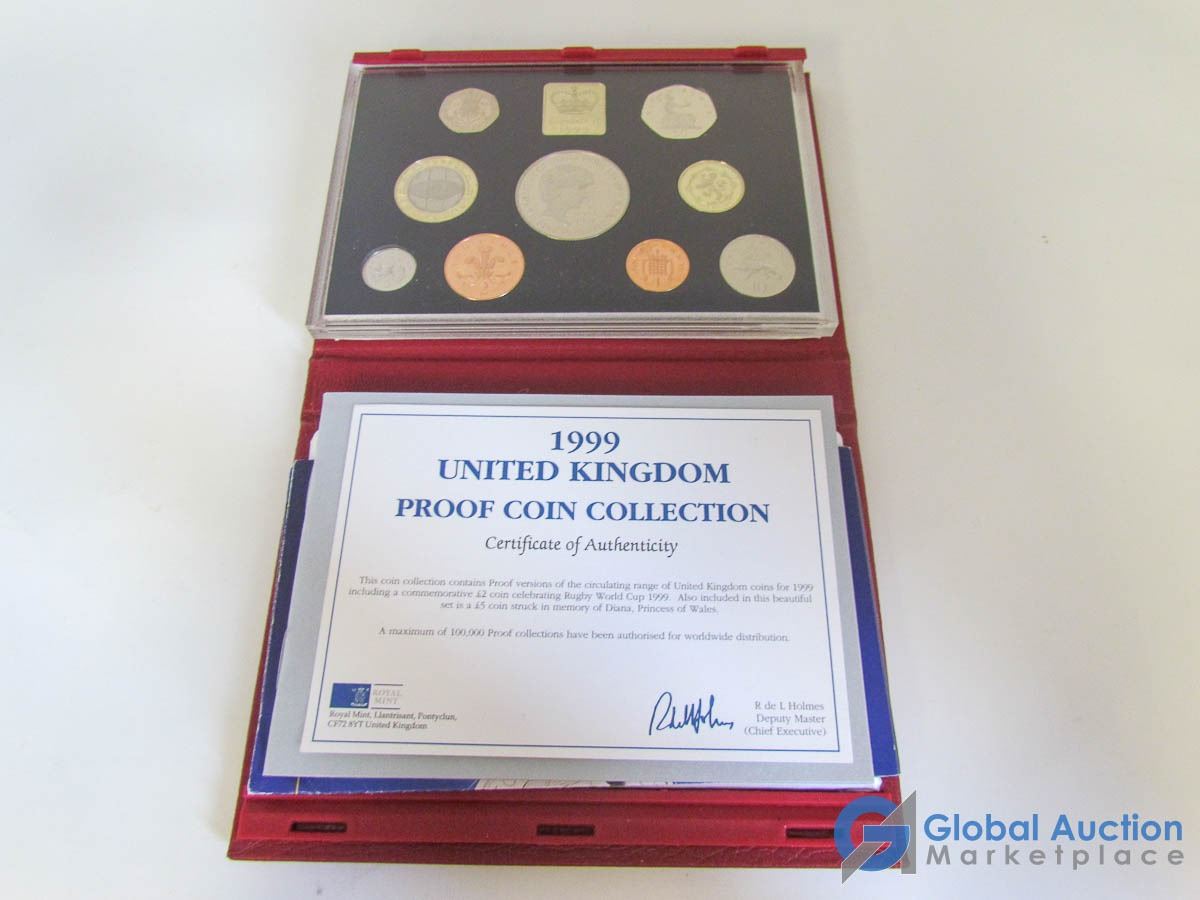 1999
UNITED KINGDOM
PROOF COIN COLLECTION
Certificate of Authenticity
This coin collection contains Proof versions of the circulating range of United Kingdom coins for 1999
including a commemorative £2 coin celebrating Rugby World Cup 1999. Also included in this beautiful
set is a £5 coin struck in memory of Diana, Princess of Wales.
A maximum of 100,000 Proof collections have been authorised for worldwide distribution.
ROYAL
MINT
Royal Mint, Llantrisant, Pontyclun,
CF72 8YT United Kingdom
R de L Holmes
Deputy Master
(Chief Executive)
Global Auction
Marketplace